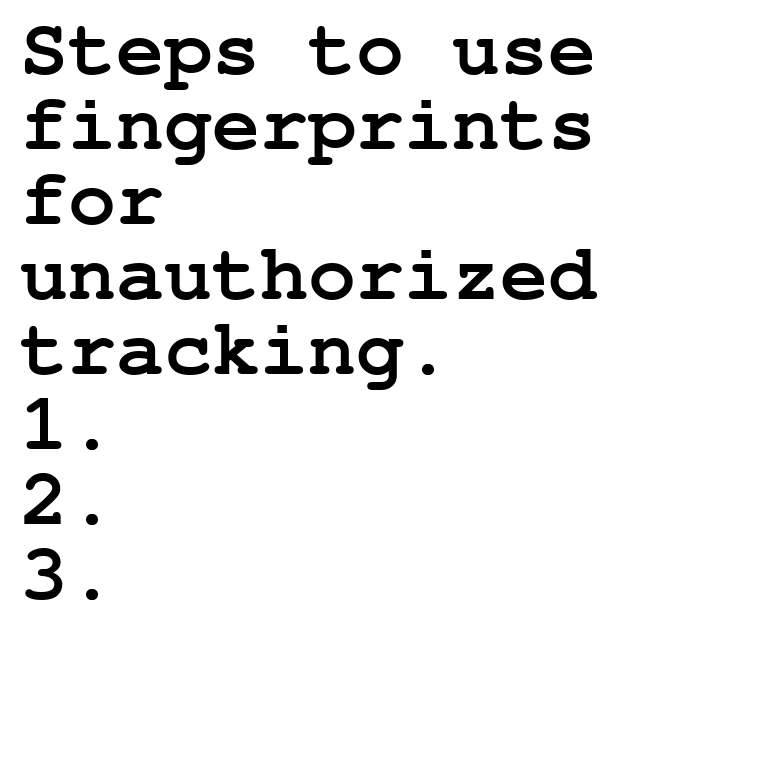 Steps to use
fingerprints
for
unauthorized
tracking.
1.
2.
3.